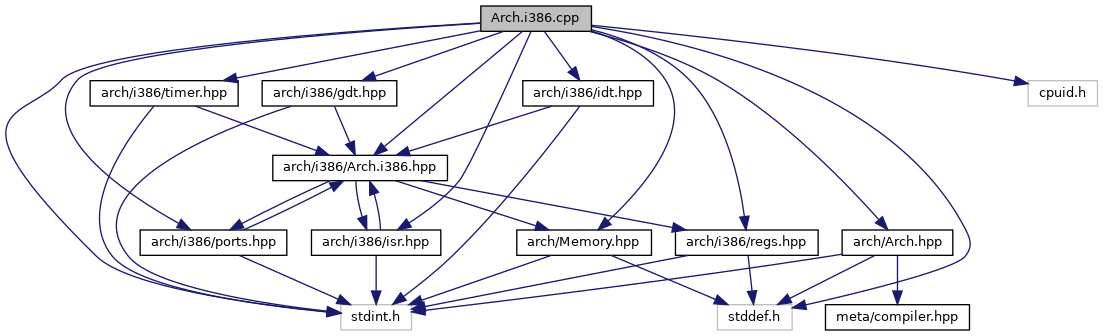 Arch.i386.cpp
arch/i386/timer.hpp
arch/i386/gdt.hpp
arch/i386/idt.hpp
cpuid.h
arch/i386/Arch.i386.hpp
arch/i386/ports.hpp
arch/i386/isr.hpp
arch/Memory.hpp
arch/i386/regs.hpp
arch/Arch.hpp
stdint.h
stddef.h
meta/compiler.hpp